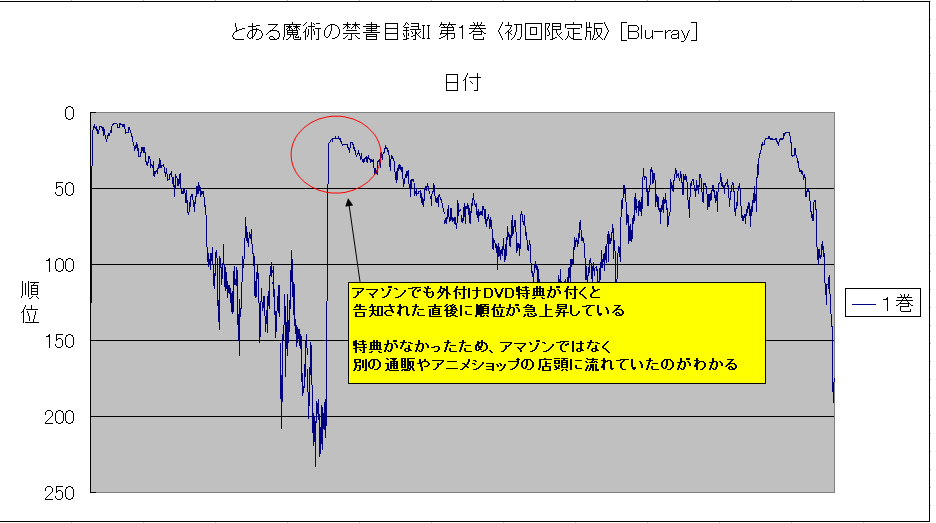 とある魔術の禁書目録II 第1巻 〈初回限定版〉 [Blu-ray]
日付
0
50
100
150
200
250
順
位
アマゾンでも外付けDVD特典が付くと
告知された直後に順位が急上昇している
特典がなかったため、アマゾンではなく
別の通販やアニメショップの店頭に流れていたのがわかる
1巻